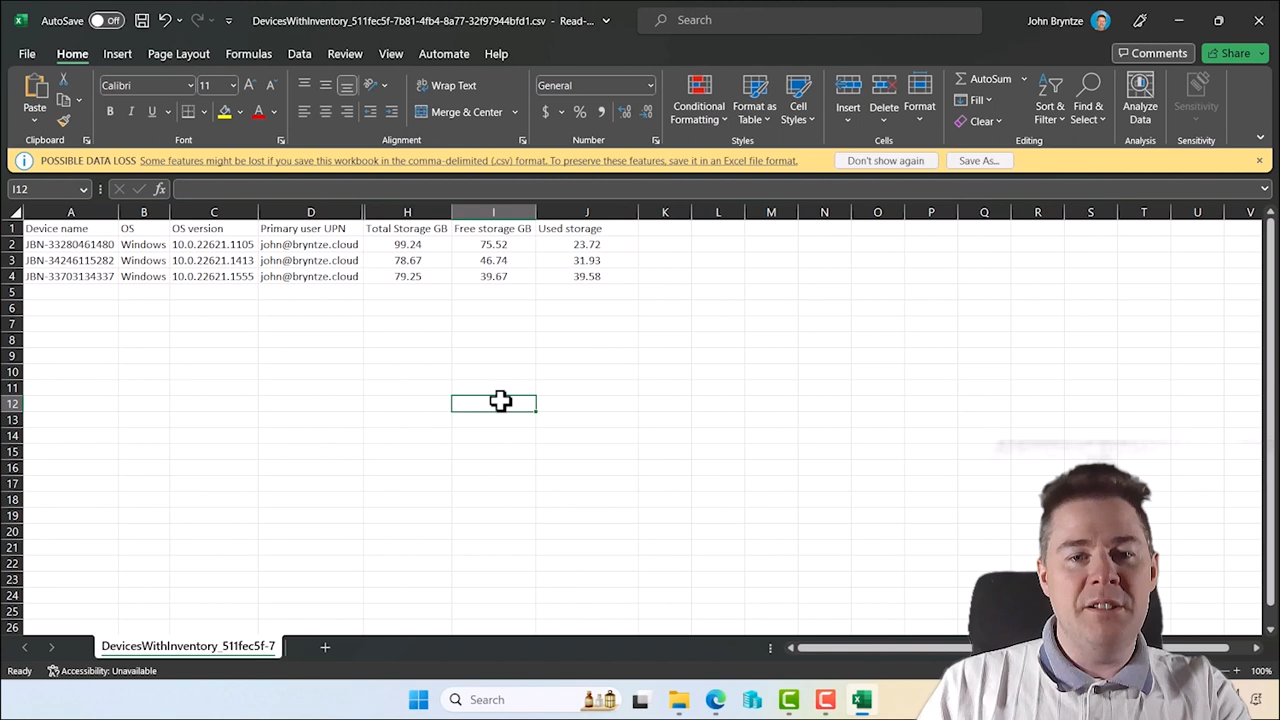 AutoSave Off DevicesWithInventory_511fec5f-7b81-4fb4-8a77-32f97944bfd1.csv - Read-... Search John Bryntze
File Home Insert Page Layout Formulas Data Review View Automate Help Comments Share
Paste Calibri 11 Wrap Text General Conditional Formatting Format as Table Cell Styles Insert Delete Format AutoSum Sort & Filter Find & Select Analyze Data Sensitivity
B I U Merge & Center $ % Fill
Clear
Clipboard Font Alignment Number Styles Cells Editing Analysis Sensitivity
POSSIBLE DATA LOSS Some features might be lost if you save this workbook in the comma-delimited (.csv) format. To preserve these features, save it in an Excel file format. Don't show again Save As...
I12 fx
A B C D H I J K L M N O P Q R S T U V
1 Device name OS OS version Primary user UPN Total Storage GB Free storage GB Used storage
2 JBN-33280461480 Windows 10.0.22621.1105 john@bryntze.cloud 99.24 75.52 23.72
3 JBN-34246115282 Windows 10.0.22621.1413 john@bryntze.cloud 78.67 46.74 31.93
4 JBN-33703134337 Windows 10.0.22621.1555 john@bryntze.cloud 79.25 39.67 39.58
5
6
7
8
9
10
11
12
13
14
15
16
17
18
19
20
21
22
23
24
25
26
DevicesWithInventory_511fec5f-7
Ready Accessibility: Unavailable 100%
Search